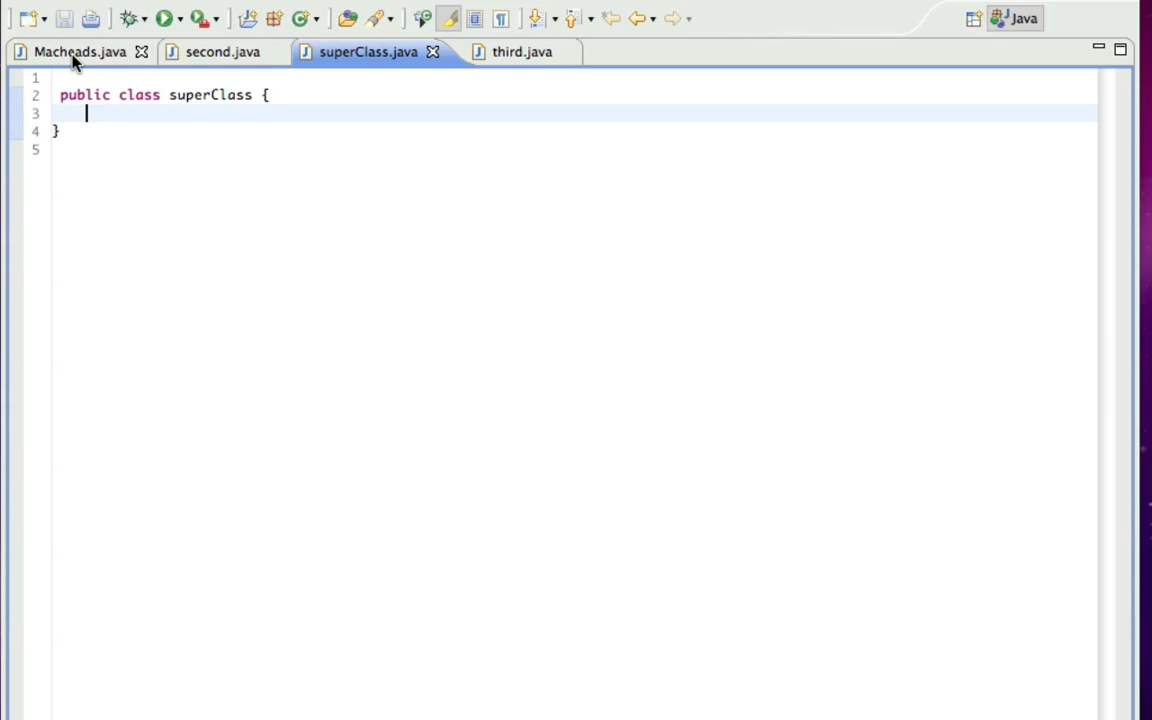 Java
Macheads.java second.java superClass.java third.java
1
2 public class superClass {
3
4 }
5